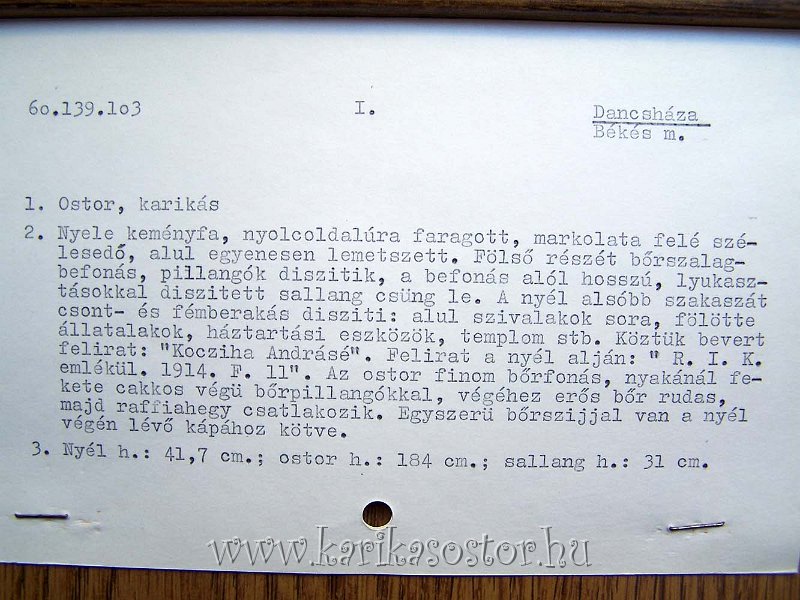 60.139.103 I. Dancsháza
Békés m.
1. Ostor, karikás
2. Nyele keményfa, nyolcoldalúra faragott, markolata felé szé-
lesedő, alul egyenesen lemetszett. Fölső részét bőrszalag-
befonás, pillangók diszitik, a befonás alól hosszú, lyukasz-
tásokkal diszitett sallang csüng le. A nyél alsóbb szakaszát
csont- és fémberakás disziti: alul szivalakok sora, fölötte
állatalakok, háztartási eszközök, templom stb. Köztük bevert
felirat: "Kocziha Andrásé". Felirat a nyél alján: " R. I. K.
emlékül. 1914. F. 11". Az ostor finom bőrfonás, nyakánál fe-
kete cakkos végü bőrpillangókkal, végéhez erős bőr rudas,
majd raffiahegy csatlakozik. Egyszerü bőrszijjal van a nyél
végén lévő kápához kötve.
3. Nyél h.: 41,7 cm.; ostor h.: 184 cm.; sallang h.: 31 cm.
www.karikasostor.hu